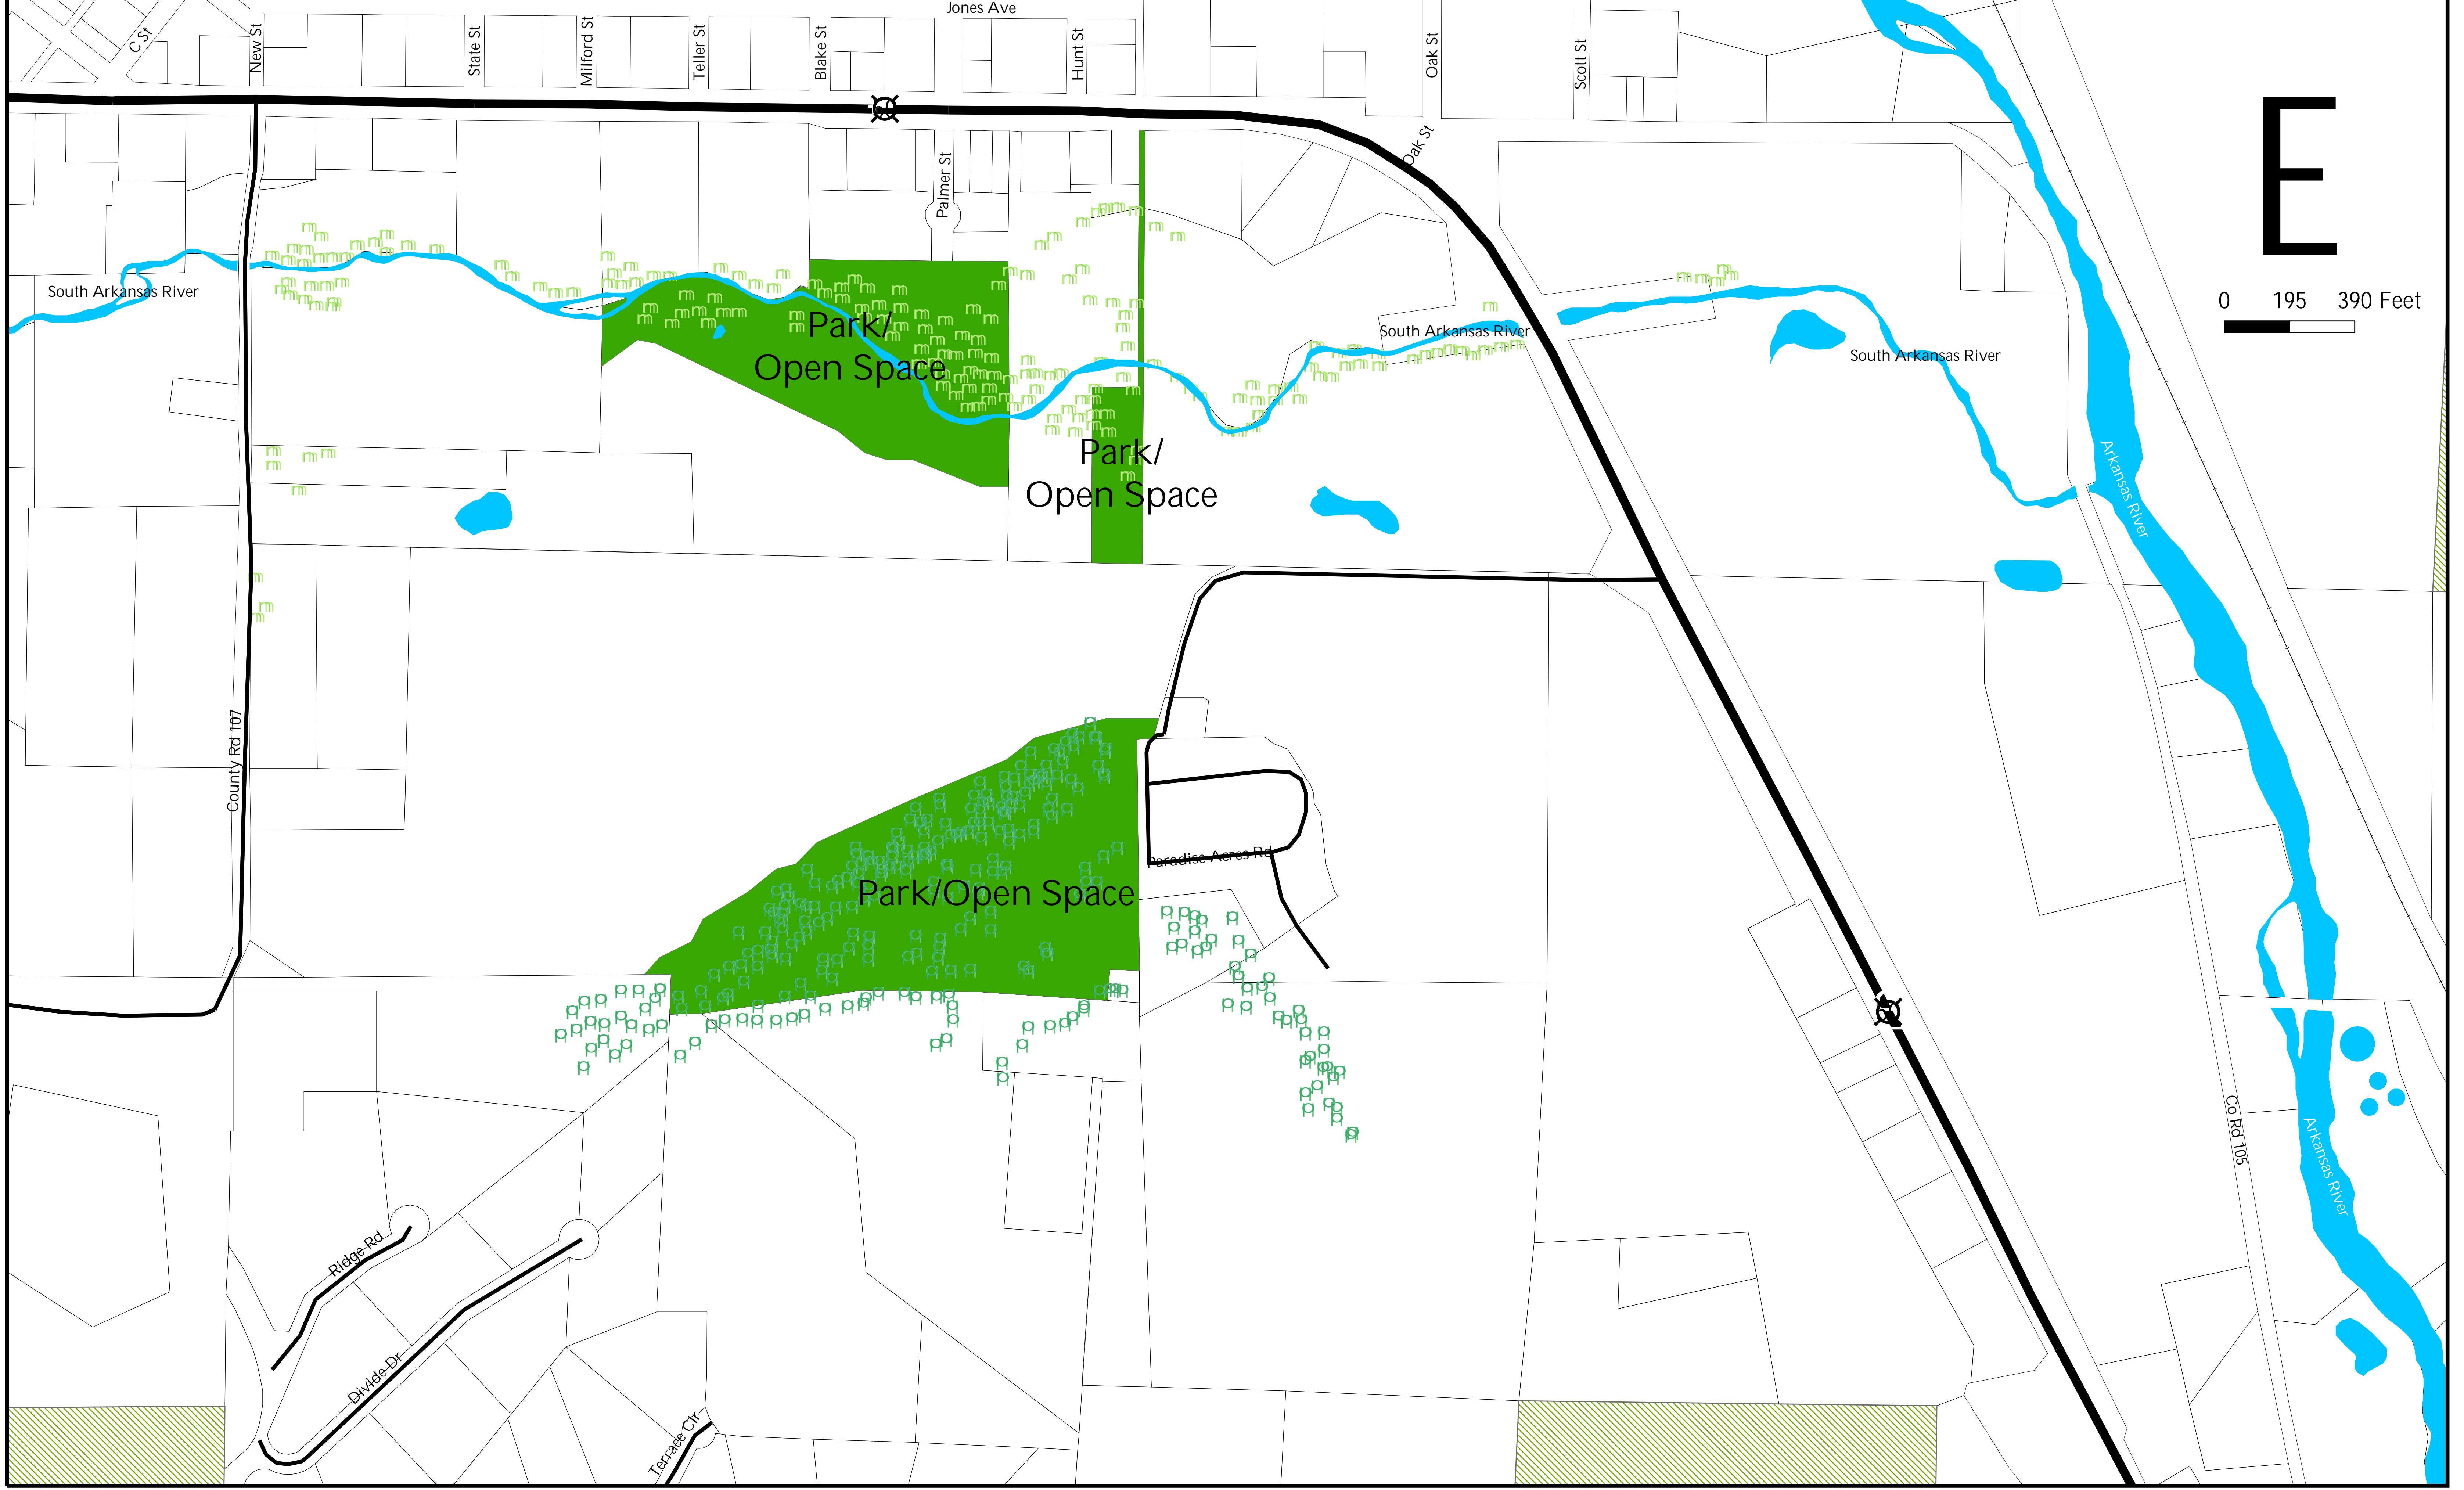 Jones Ave
C St
New St
State St
Milford St
Teller St
Blake St
Hunt St
Oak St
Scott St
E
0 195 390 Feet
Palmer St
Oak St
South Arkansas River
Park/
Open Space
South Arkansas River
South Arkansas River
Park/
Open Space
Arkansas River
County Rd 107
Paradise Acres Rd
Park/Open Space
Co Rd 105
Arkansas River
Ridge Rd
Divide Dr
Terrace Clr